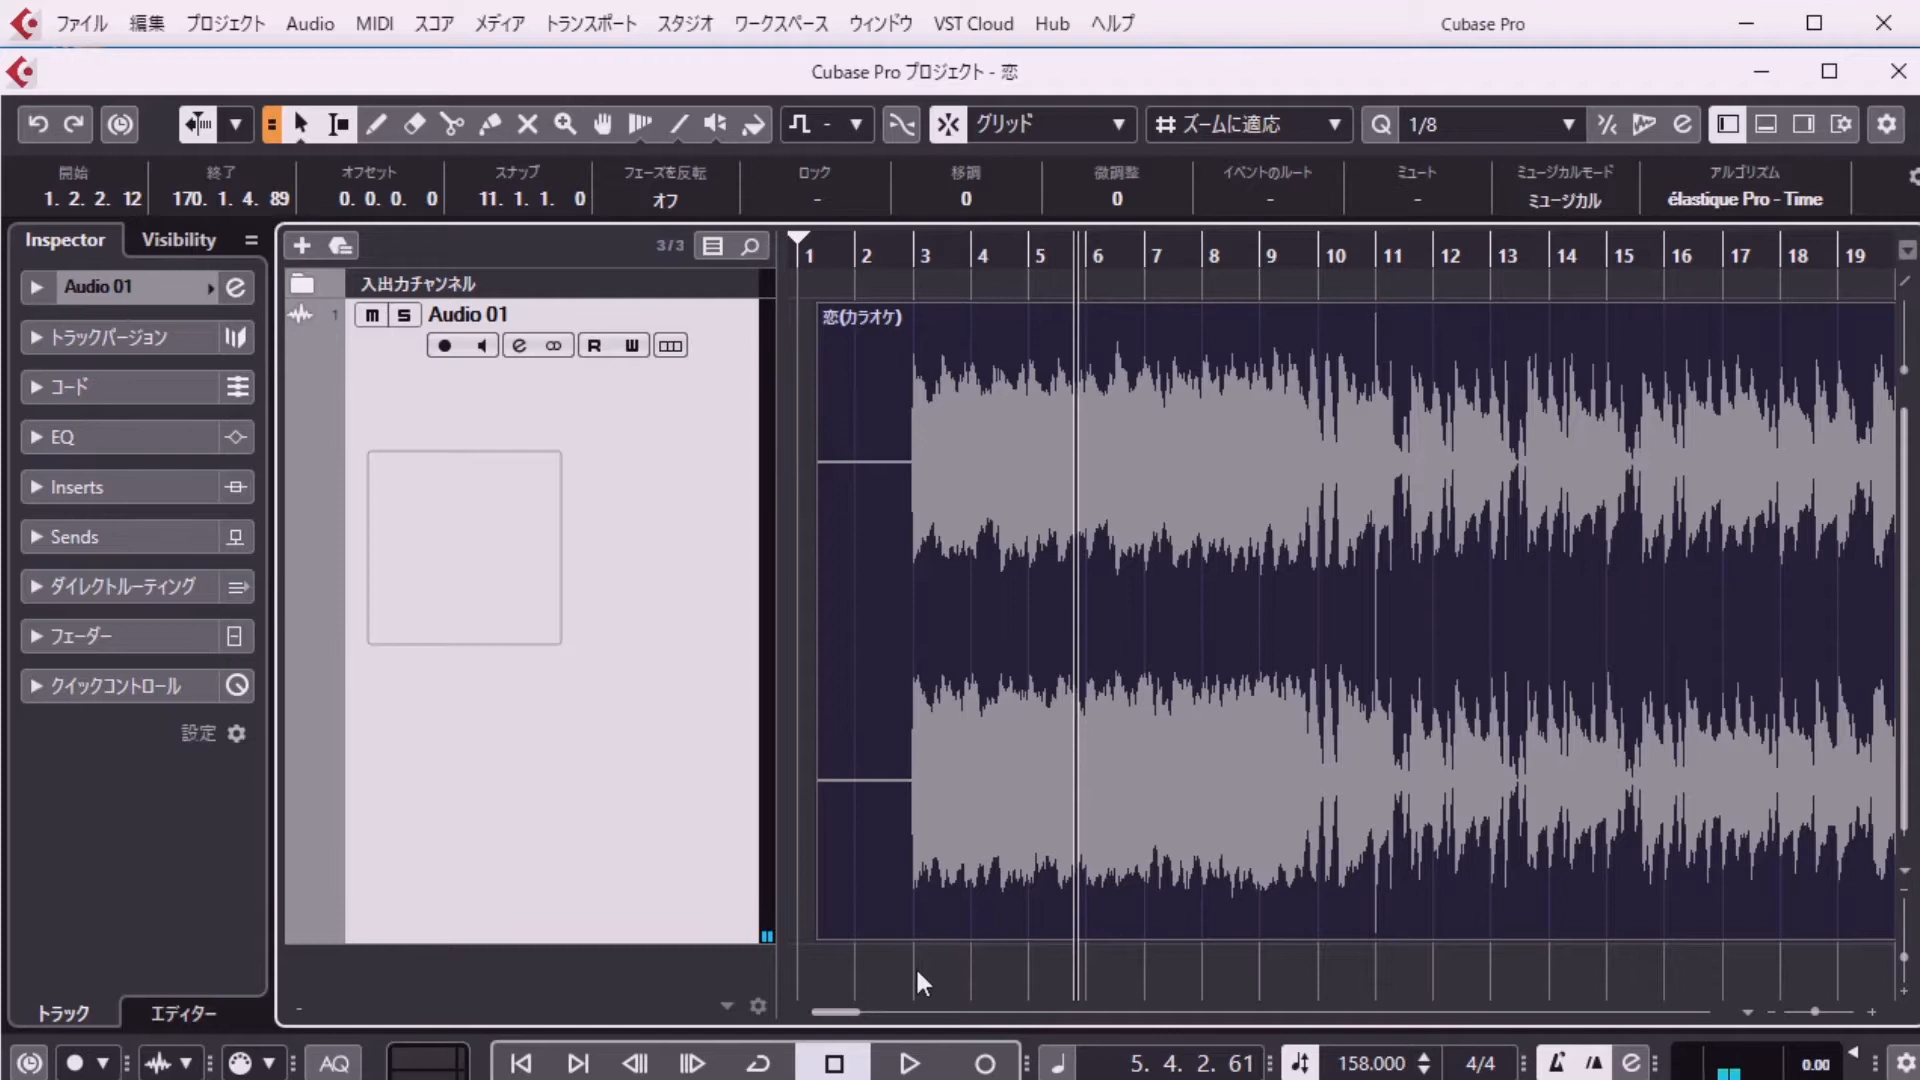 ファイル 編集 プロジェクト Audio MIDI スコア メディア トランスポート スタジオ ワークスペース ウィンドウ VST Cloud Hub ヘルプ Cubase Pro
Cubase Pro プロジェクト - 恋
グリッド ズームに適応 Q 1/8
開始 終了 オフセット スナップ フェーズを反転 ロック 移調 微調整 イベントのルート ミュート ミュージカルモード アルゴリズム
1. 2. 2. 12 170. 1. 4. 89 0. 0. 0. 0 11. 1. 1. 0 オフ - 0 0 - - ミュージカル élastique Pro - Time
Inspector Visibility
3/3
1 2 3 4 5 6 7 8 9 10 11 12 13 14 15 16 17 18 19
Audio 01
入出力チャンネル
1 m S Audio 01
R W
恋(カラオケ)
トラックバージョン
コード
EQ
Inserts
Sends
ダイレクトルーティング
フェーダー
クイックコントロール
設定
トラック エディター
AQ 5. 4. 2. 61 158.000 4/4 0.00